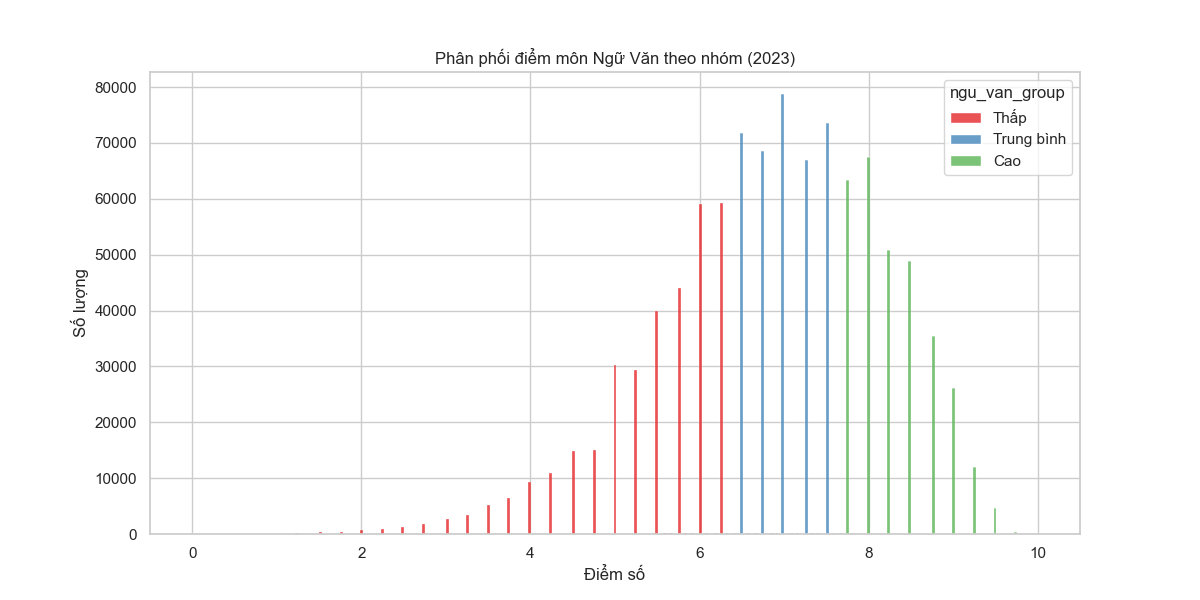 Phân phối điểm môn Ngữ Văn theo nhóm (2023)
80000
70000
60000
50000
40000
30000
20000
10000
0
Số lượng
ngu_van_group
Thấp
Trung bình
Cao
0 2 4 6 8 10
Điểm số